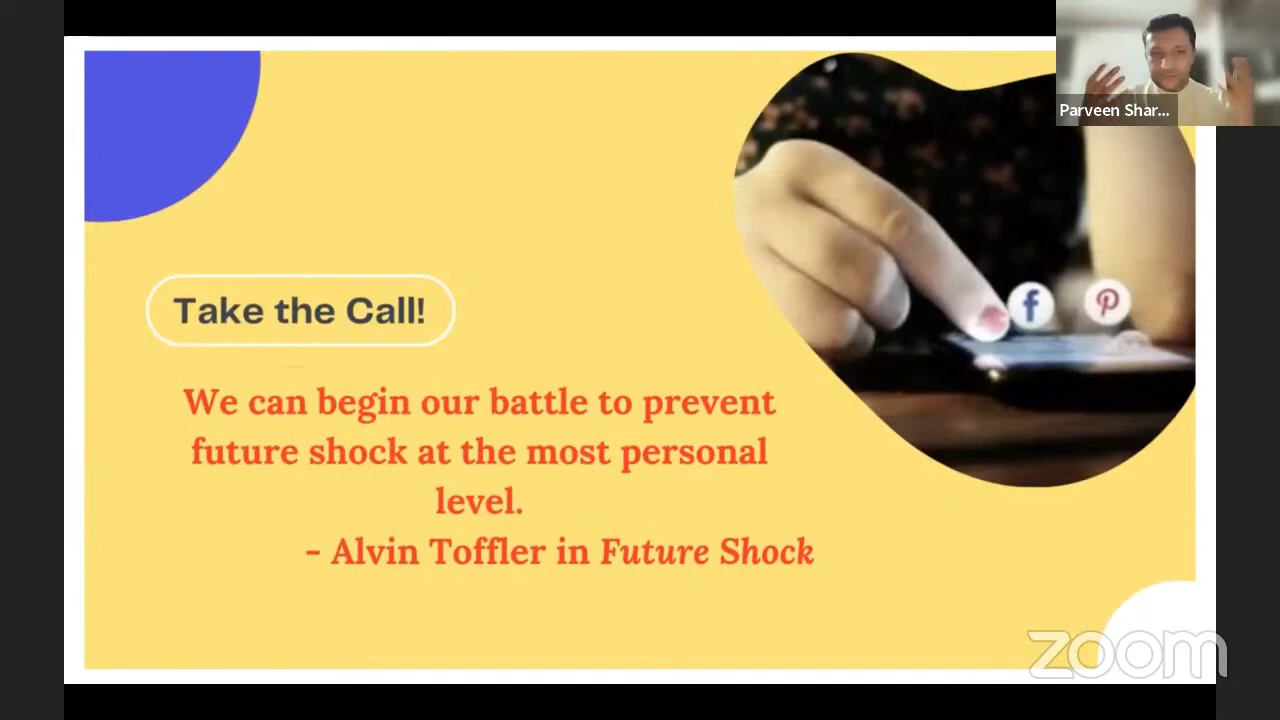 Parveen Shar...
Take the Call!
We can begin our battle to prevent
future shock at the most personal
level.
- Alvin Toffler in Future Shock
zoom